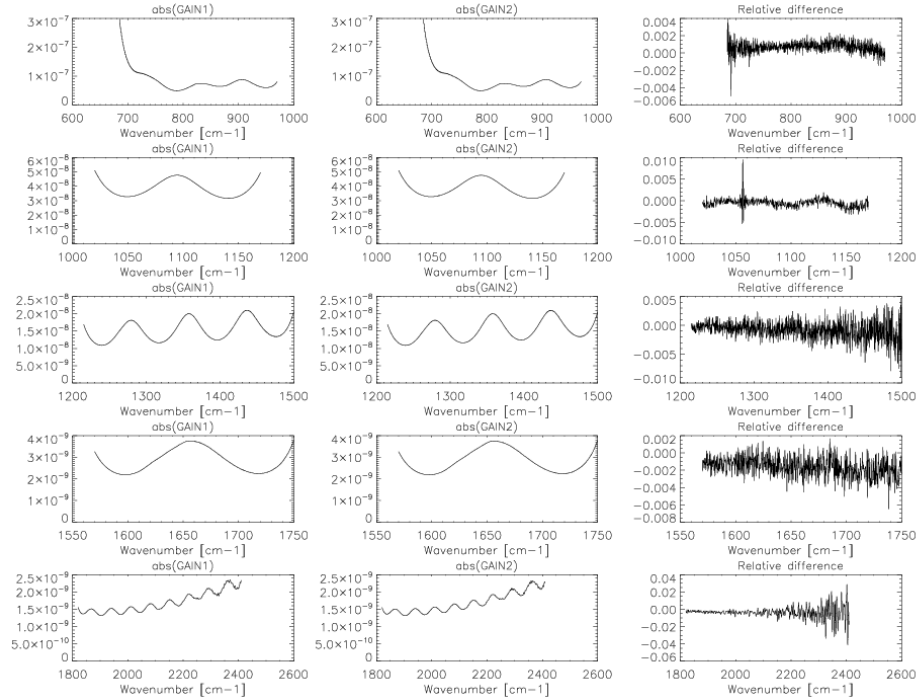 abs(GAIN1) abs(GAIN2) Relative difference
3×10⁻⁷ 3×10⁻⁷ 0.004
2×10⁻⁷ 2×10⁻⁷ 0.002
0.000
1×10⁻⁷ 1×10⁻⁷ −0.002
−0.004
0 0 −0.006
600 700 800 900 1000 600 700 800 900 1000 600 700 800 900 1000
Wavenumber [cm−1] Wavenumber [cm−1] Wavenumber [cm−1]
abs(GAIN1) abs(GAIN2) Relative difference
6×10⁻⁸ 6×10⁻⁸ 0.010
5×10⁻⁸ 5×10⁻⁸ 0.005
4×10⁻⁸ 4×10⁻⁸
3×10⁻⁸ 3×10⁻⁸ 0.000
2×10⁻⁸ 2×10⁻⁸ −0.005
1×10⁻⁸ 1×10⁻⁸
0 0 −0.010
1000 1050 1100 1150 1200 1000 1050 1100 1150 1200 1000 1050 1100 1150 1200
Wavenumber [cm−1] Wavenumber [cm−1] Wavenumber [cm−1]
abs(GAIN1) abs(GAIN2) Relative difference
2.5×10⁻⁸ 2.5×10⁻⁸ 0.005
2.0×10⁻⁸ 2.0×10⁻⁸
1.5×10⁻⁸ 1.5×10⁻⁸ 0.000
1.0×10⁻⁸ 1.0×10⁻⁸ −0.005
5.0×10⁻⁹ 5.0×10⁻⁹
0 0 −0.010
1200 1300 1400 1500 1200 1300 1400 1500 1200 1300 1400 1500
Wavenumber [cm−1] Wavenumber [cm−1] Wavenumber [cm−1]
abs(GAIN1) abs(GAIN2) Relative difference
4×10⁻⁹ 4×10⁻⁹ 0.002
3×10⁻⁹ 3×10⁻⁹ 0.000
2×10⁻⁹ 2×10⁻⁹ −0.002
−0.004
1×10⁻⁹ 1×10⁻⁹ −0.006
0 0 −0.008
1550 1600 1650 1700 1750 1550 1600 1650 1700 1750 1550 1600 1650 1700 1750
Wavenumber [cm−1] Wavenumber [cm−1] Wavenumber [cm−1]
abs(GAIN1) abs(GAIN2) Relative difference
2.5×10⁻⁹ 2.5×10⁻⁹ 0.04
2.0×10⁻⁹ 2.0×10⁻⁹ 0.02
1.5×10⁻⁹ 1.5×10⁻⁹ 0.00
1.0×10⁻⁹ 1.0×10⁻⁹ −0.02
5.0×10⁻¹⁰ 5.0×10⁻¹⁰ −0.04
0 0 −0.06
1800 2000 2200 2400 2600 1800 2000 2200 2400 2600 1800 2000 2200 2400 2600
Wavenumber [cm−1] Wavenumber [cm−1] Wavenumber [cm−1]